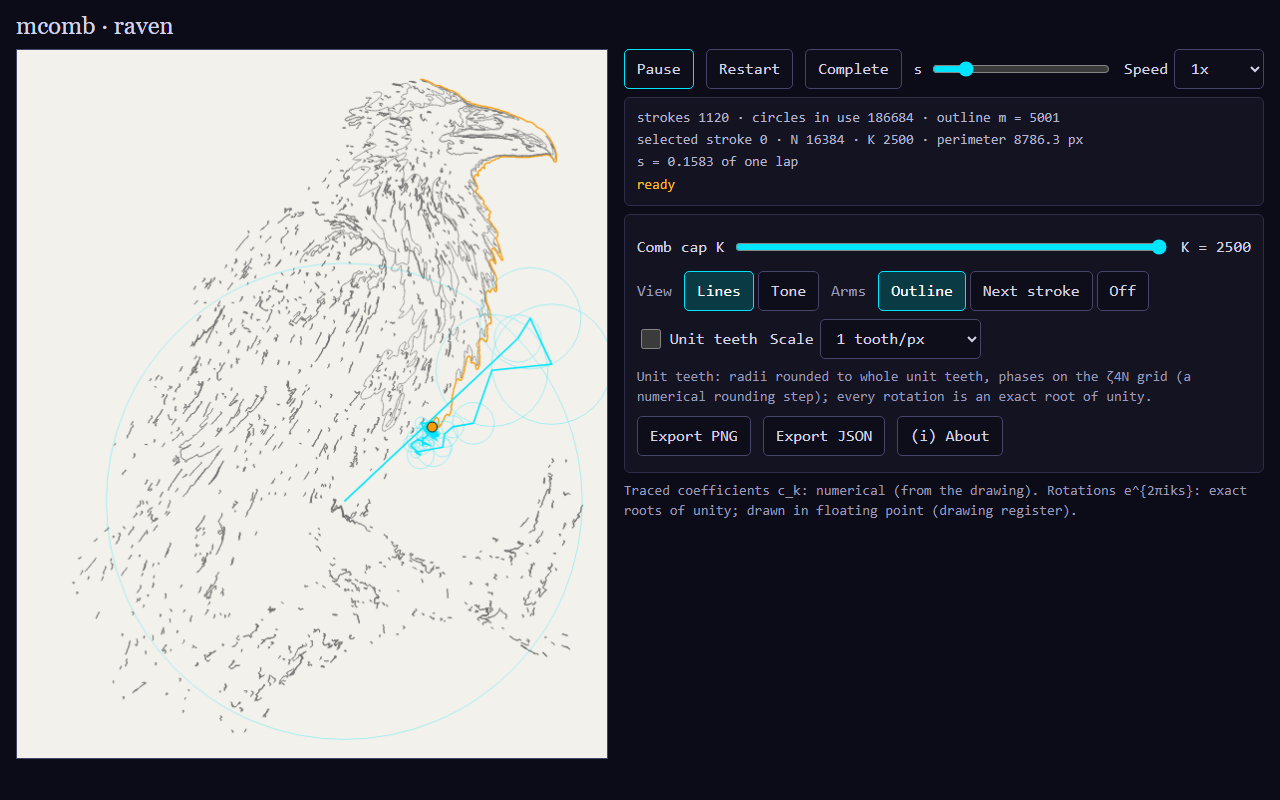 mcomb · raven
Pause Restart Complete s Speed 1x
strokes 1120 · circles in use 186684 · outline m = 5001
selected stroke 0 · N 16384 · K 2500 · perimeter 8786.3 px
s = 0.1583 of one lap
ready
Comb cap K K = 2500
View Lines Tone Arms Outline Next stroke Off
Unit teeth Scale 1 tooth/px
Unit teeth: radii rounded to whole unit teeth, phases on the ζ4N grid (a
numerical rounding step); every rotation is an exact root of unity.
Export PNG Export JSON (i) About
Traced coefficients c_k: numerical (from the drawing). Rotations e^{2πiks}: exact
roots of unity; drawn in floating point (drawing register).